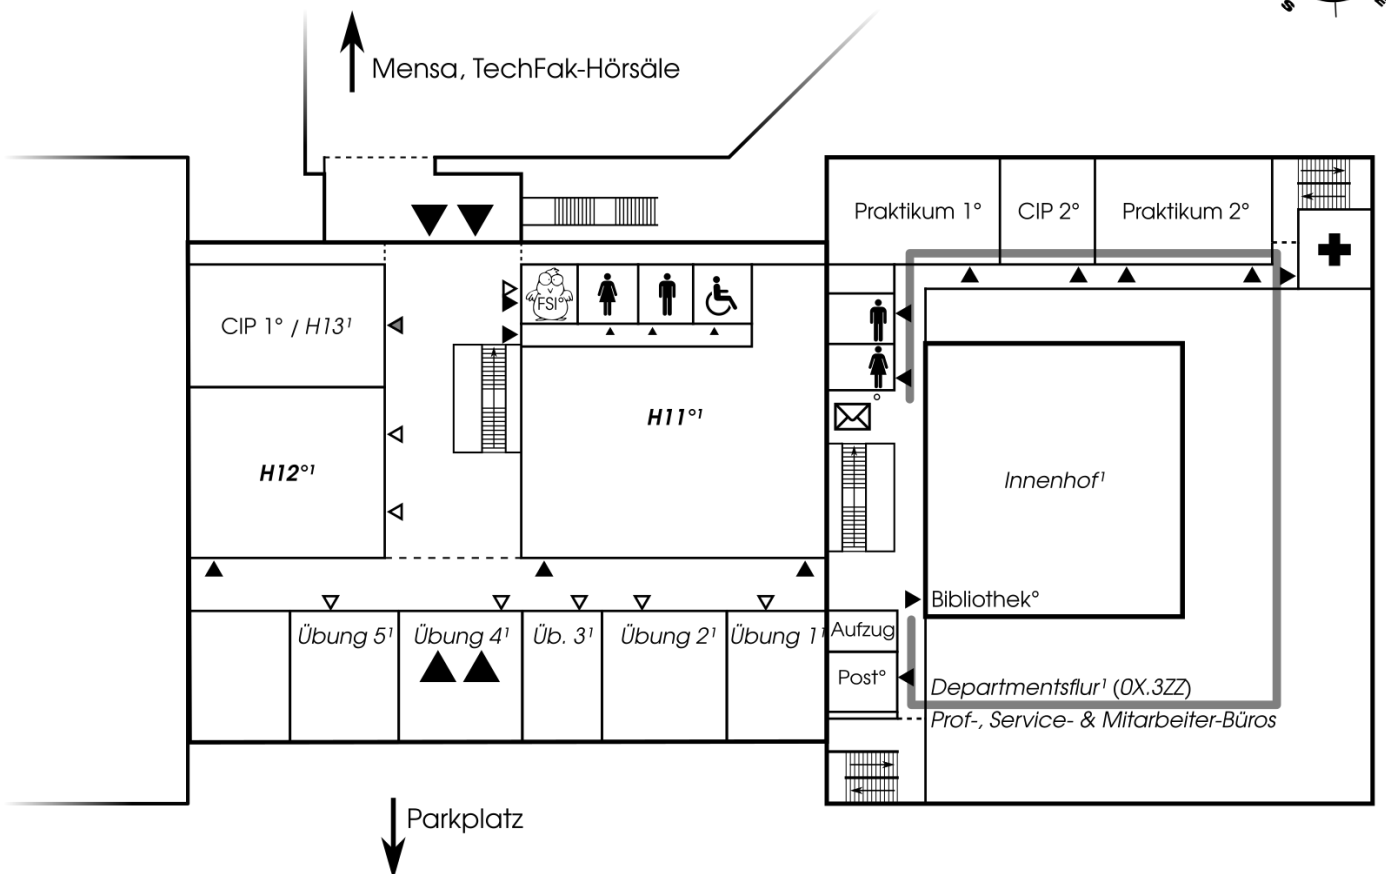 S
E
Mensa, TechFak-Hörsäle
Praktikum 1°
CIP 2°
Praktikum 2°
FSI°
CIP 1° / H13¹
H11°¹
H12°¹
Innenhof¹
Bibliothek°
Übung 5¹
Übung 4¹
Üb. 3¹
Übung 2¹
Übung 1¹
Aufzug
Post°
Departmentsflur¹ (0X.3ZZ)
Prof-, Service- & Mitarbeiter-Büros
Parkplatz